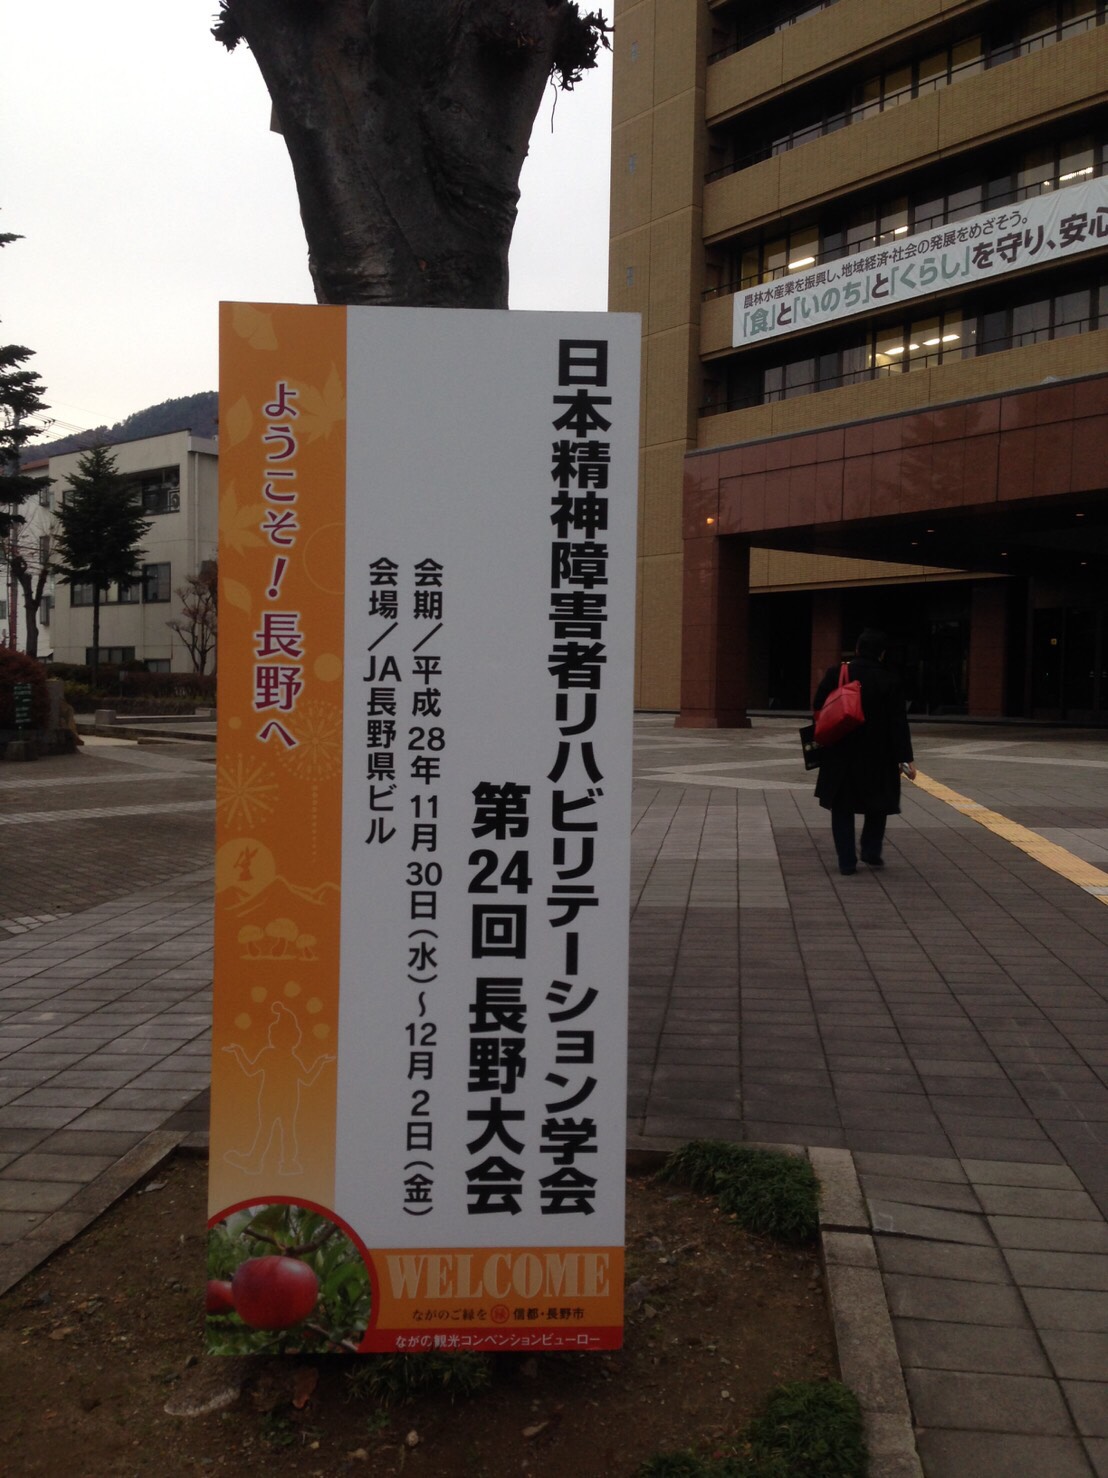 日本精神障害者リハビリテーション学会
第24回 長野大会
会期／平成28年11月30日(水)～12月2日(金)
会場／JA長野県ビル
ようこそ！長野へ
WELCOME
ながのご縁を 信都・長野市
ながの観光コンベンションビューロー
農林水産業を振興し、地域経済・社会の発展をめざそう。
「食」と「いのち」と「くらし」を守り、安心